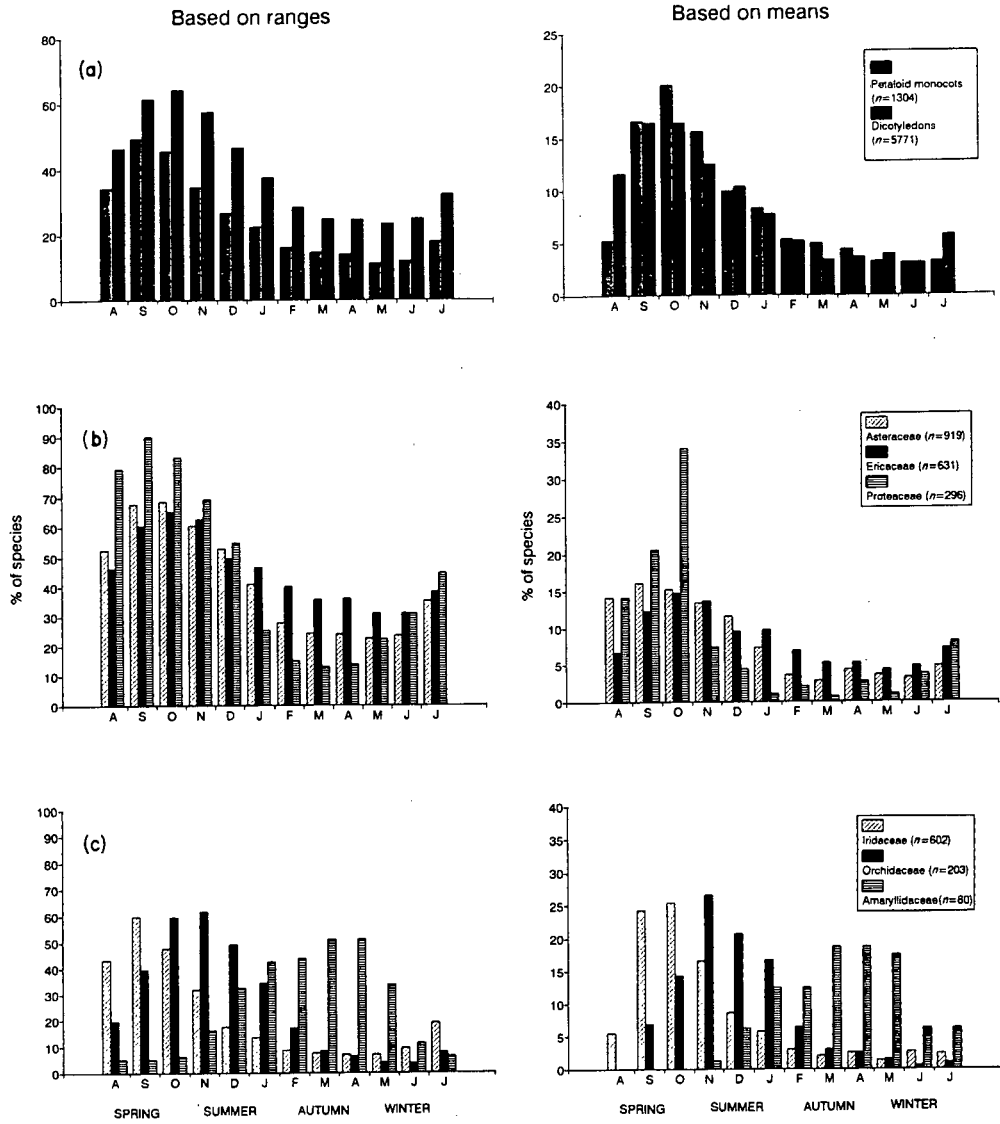 Based on ranges
Based on means
(a)
80
60
40
20
0
A S O N D J F M A M J J
25
20
15
10
5
0
A S O N D J F M A M J J
Petaloid monocots
(n=1304)
Dicotyledons
(n=5771)
% of species
(b)
100
90
80
70
60
50
40
30
20
10
0
A S O N D J F M A M J J
% of species
40
35
30
25
20
15
10
5
0
A S O N D J F M A M J J
Asteraceae (n=919)
Ericaceae (n=631)
Proteaceae (n=296)
(c)
100
90
80
70
60
50
40
30
20
10
0
A S O N D J F M A M J J
SPRING SUMMER AUTUMN WINTER
40
35
30
25
20
15
10
5
0
A S O N D J F M A M J J
SPRING SUMMER AUTUMN WINTER
Iridaceae (n=602)
Orchidaceae (n=203)
Amaryllidaceae (n=80)